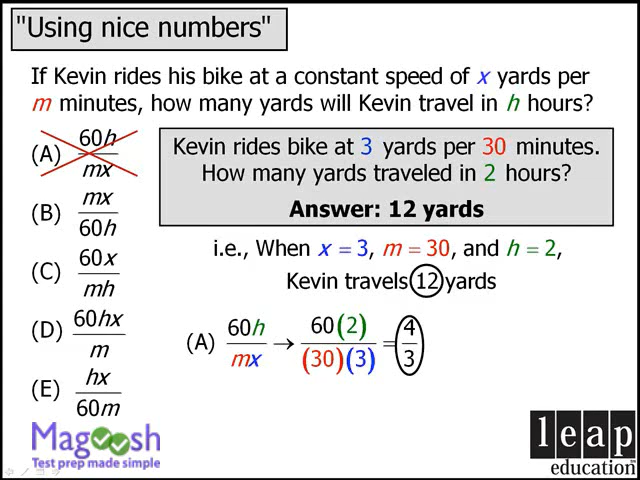 "Using nice numbers"
If Kevin rides his bike at a constant speed of x yards per
m minutes, how many yards will Kevin travel in h hours?
(A) 60h/mx
(B) mx/60h
(C) 60x/mh
(D) 60hx/m
(E) hx/60m
Kevin rides bike at 3 yards per 30 minutes.
How many yards traveled in 2 hours?
Answer: 12 yards
i.e., When x = 3, m = 30, and h = 2,
Kevin travels 12 yards
(A) 60h/mx → 60(2)/(30)(3) = 4/3
Magoosh
Test prep made simple
leap
education